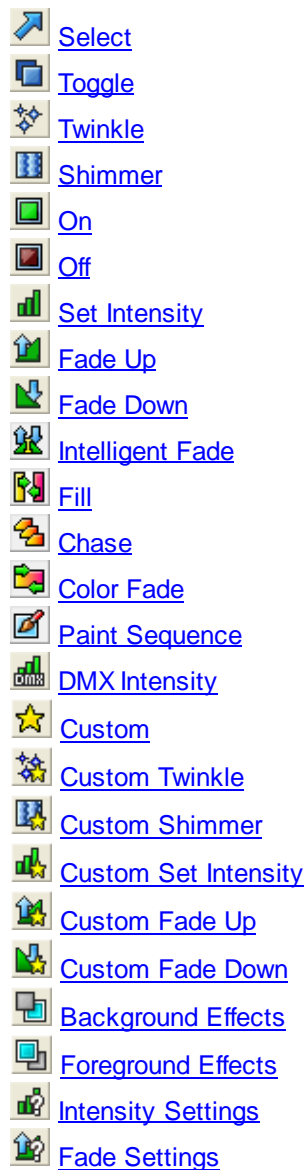 Select
Toggle
Twinkle
Shimmer
On
Off
Set Intensity
Fade Up
Fade Down
Intelligent Fade
Fill
Chase
Color Fade
Paint Sequence
DMX DMX Intensity
Custom
Custom Twinkle
Custom Shimmer
Custom Set Intensity
Custom Fade Up
Custom Fade Down
Background Effects
Foreground Effects
? Intensity Settings
? Fade Settings